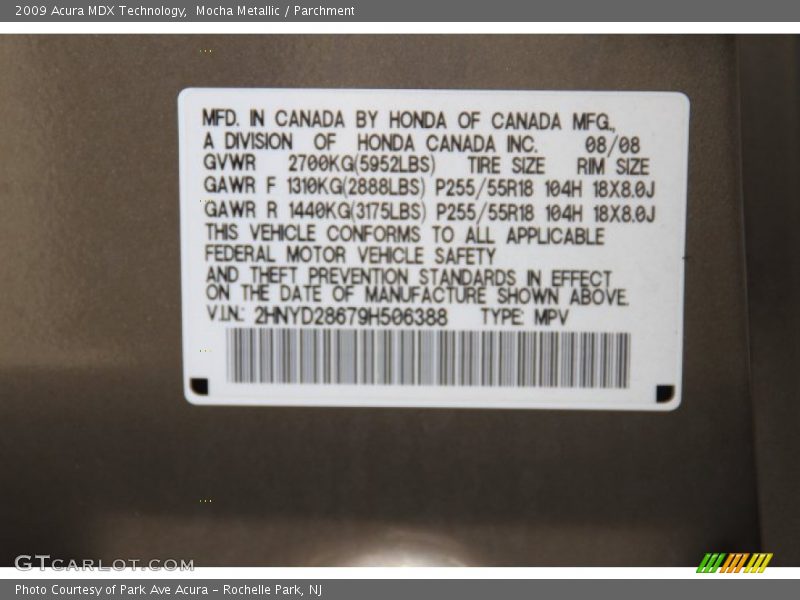 2009 Acura MDX Technology,  Mocha Metallic / Parchment
MFD. IN CANADA BY HONDA OF CANADA MFG.,
A DIVISION OF HONDA CANADA INC. 08/08
GVWR 2700KG(5952LBS) TIRE SIZE RIM SIZE
GAWR F 1310KG(2888LBS) P255/55R18 104H 18X8.0J
GAWR R 1440KG(3175LBS) P255/55R18 104H 18X8.0J
THIS VEHICLE CONFORMS TO ALL APPLICABLE
FEDERAL MOTOR VEHICLE SAFETY
AND THEFT PREVENTION STANDARDS IN EFFECT
ON THE DATE OF MANUFACTURE SHOWN ABOVE.
V.I.N.: 2HNYD28679H506388 TYPE: MPV
GTCARLOT.COM
Photo Courtesy of Park Ave Acura - Rochelle Park, NJ